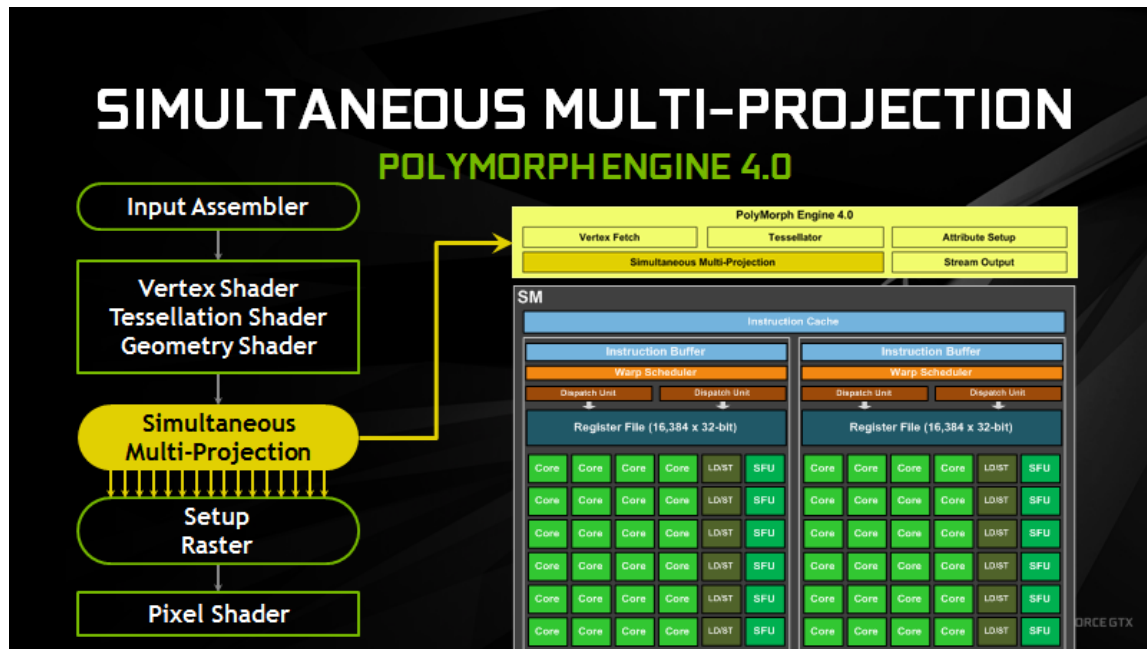 SIMULTANEOUS MULTI-PROJECTION
POLYMORPH ENGINE 4.0
Input Assembler
Vertex Shader
Tessellation Shader
Geometry Shader
Simultaneous
Multi-Projection
Setup
Raster
Pixel Shader
PolyMorph Engine 4.0
Vertex Fetch Tessellator Attribute Setup
Simultaneous Multi-Projection Stream Output
SM
Instruction Cache
Instruction Buffer Instruction Buffer
Warp Scheduler Warp Scheduler
Dispatch Unit Dispatch Unit Dispatch Unit Dispatch Unit
Register File (16,384 x 32-bit) Register File (16,384 x 32-bit)
Core Core Core Core LD/ST SFU Core Core Core Core LD/ST SFU
Core Core Core Core LD/ST SFU Core Core Core Core LD/ST SFU
Core Core Core Core LD/ST SFU Core Core Core Core LD/ST SFU
Core Core Core Core LD/ST SFU Core Core Core Core LD/ST SFU
Core Core Core Core LD/ST SFU Core Core Core Core LD/ST SFU
Core Core Core Core LD/ST SFU Core Core Core Core LD/ST SFU
ORCE GTX